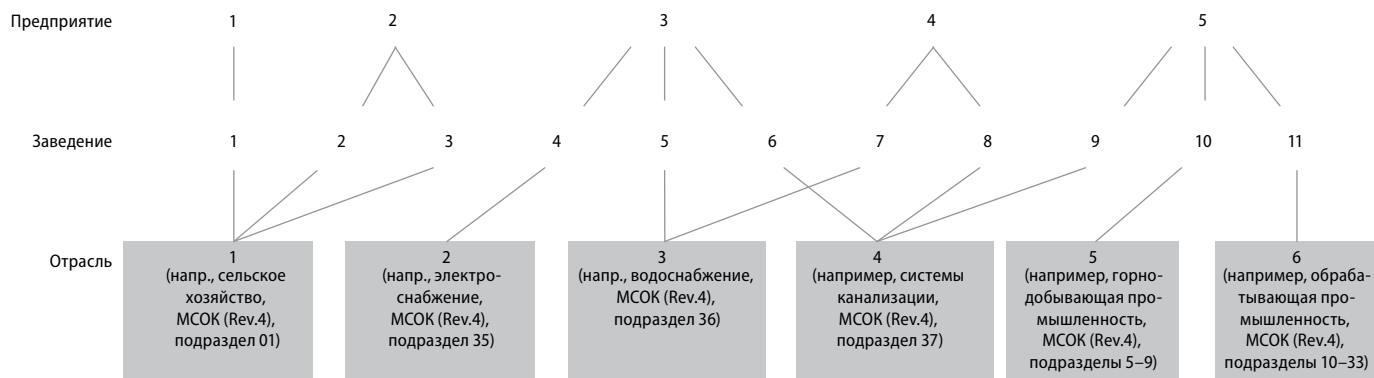 Предприятие 1 2 3 4 5
Заведение 1 2 3 4 5 6 7 8 9 10 11
Отрасль
1
(напр., сельское
хозяйство,
МСОК (Rev.4),
подраздел 01)
2
(напр., электро-
снабжение,
МСОК (Rev.4),
подраздел 35)
3
(напр., водоснабжение,
МСОК (Rev.4),
подраздел 36)
4
(например, системы
канализации,
МСОК (Rev.4),
подраздел 37)
5
(например, горно-
добывающая про-
мышленность,
МСОК (Rev.4),
подразделы 5–9)
6
(например, обраба-
тывающая про-
мышленность,
МСОК (Rev.4),
подразделы 10–33)